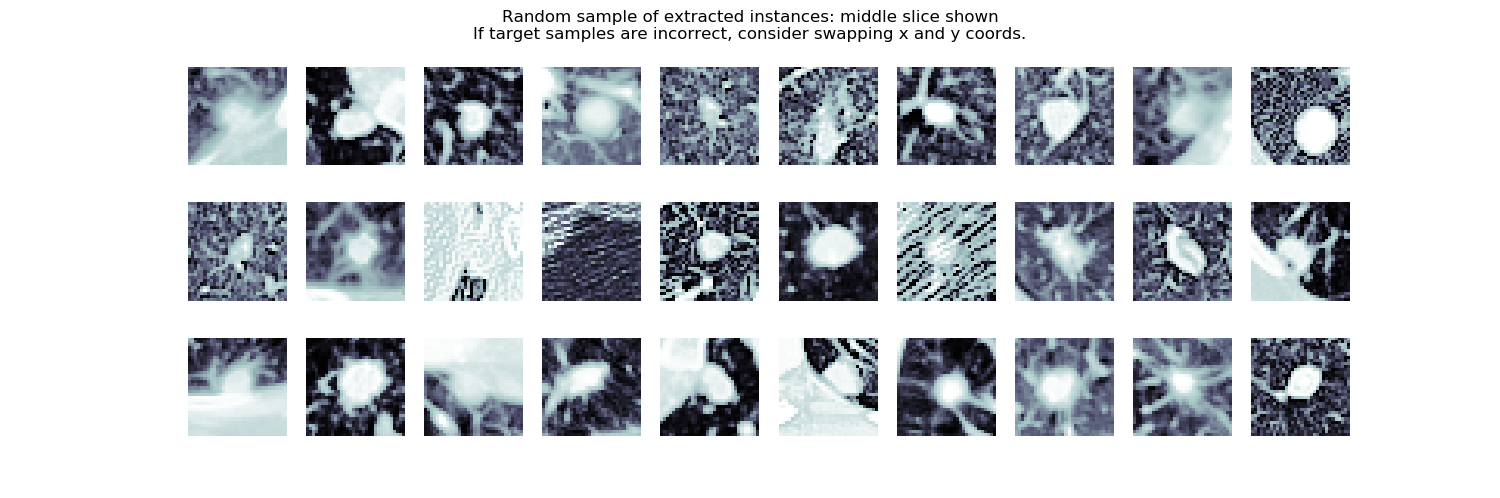 Random sample of extracted instances: middle slice shown
If target samples are incorrect, consider swapping x and y coords.